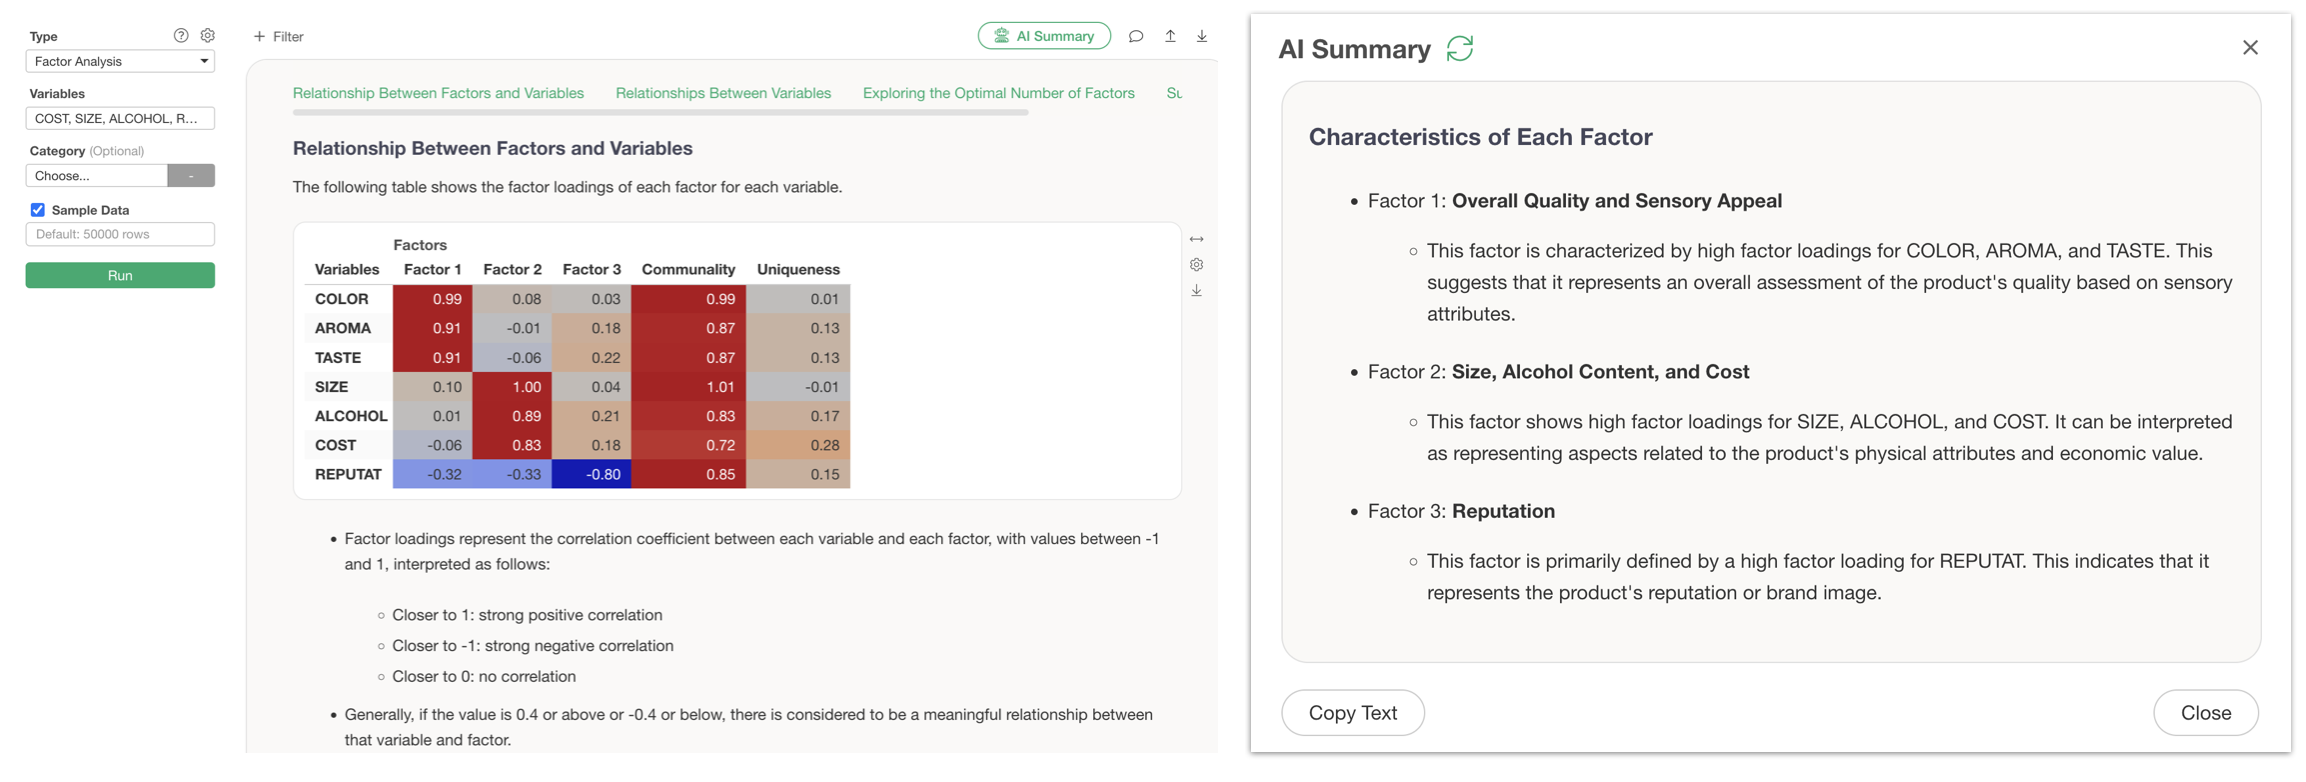 Type
Factor Analysis
Variables
COST, SIZE, ALCOHOL, R...
Category (Optional)
Choose...
-
Sample Data
Default: 50000 rows
Run
+ Filter
AI Summary
Relationship Between Factors and Variables Relationships Between Variables Exploring the Optimal Number of Factors Su
Relationship Between Factors and Variables
The following table shows the factor loadings of each factor for each variable.
Factors
Variables Factor 1 Factor 2 Factor 3 Communality Uniqueness
COLOR 0.99 0.08 0.03 0.99 0.01
AROMA 0.91 -0.01 0.18 0.87 0.13
TASTE 0.91 -0.06 0.22 0.87 0.13
SIZE 0.10 1.00 0.04 1.01 -0.01
ALCOHOL 0.01 0.89 0.21 0.83 0.17
COST -0.06 0.83 0.18 0.72 0.28
REPUTAT -0.32 -0.33 -0.80 0.85 0.15
• Factor loadings represent the correlation coefficient between each variable and each factor, with values between -1
and 1, interpreted as follows:
◦ Closer to 1: strong positive correlation
◦ Closer to -1: strong negative correlation
◦ Closer to 0: no correlation
• Generally, if the value is 0.4 or above or -0.4 or below, there is considered to be a meaningful relationship between
that variable and factor.
AI Summary
Characteristics of Each Factor
• Factor 1: Overall Quality and Sensory Appeal
◦ This factor is characterized by high factor loadings for COLOR, AROMA, and TASTE. This
suggests that it represents an overall assessment of the product's quality based on sensory
attributes.
• Factor 2: Size, Alcohol Content, and Cost
◦ This factor shows high factor loadings for SIZE, ALCOHOL, and COST. It can be interpreted
as representing aspects related to the product's physical attributes and economic value.
• Factor 3: Reputation
◦ This factor is primarily defined by a high factor loading for REPUTAT. This indicates that it
represents the product's reputation or brand image.
Copy Text
Close